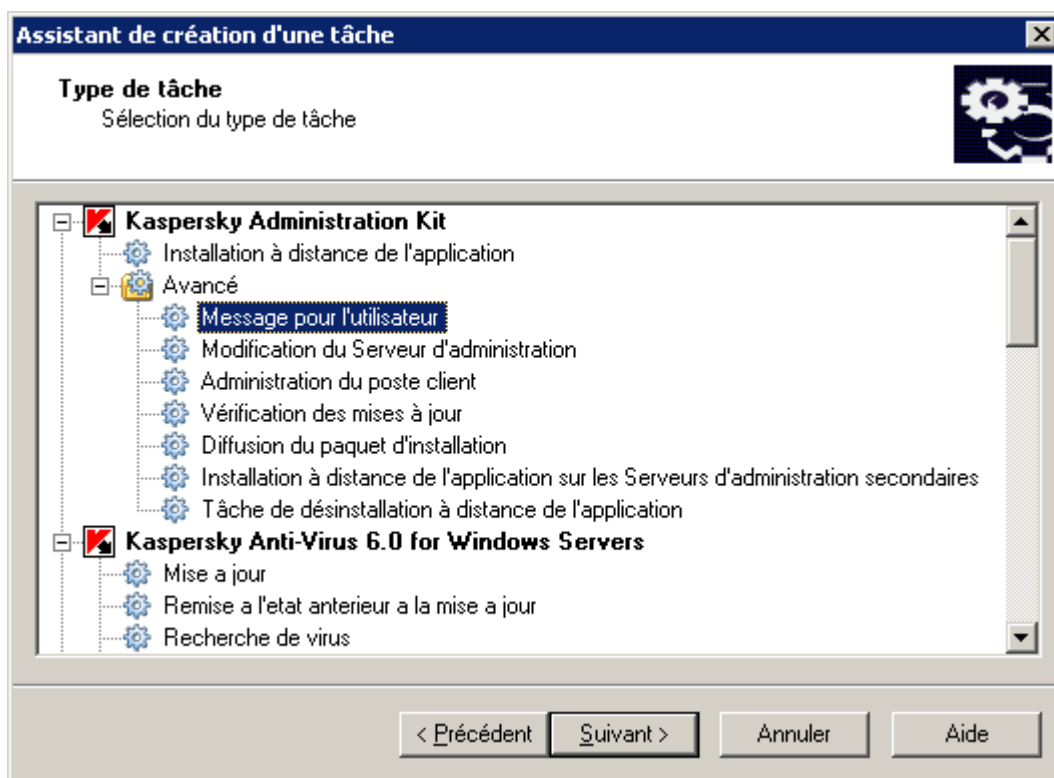 Assistant de création d'une tâche
Type de tâche
Sélection du type de tâche
Kaspersky Administration Kit
Installation à distance de l'application
Avancé
Message pour l'utilisateur
Modification du Serveur d'administration
Administration du poste client
Vérification des mises à jour
Diffusion du paquet d'installation
Installation à distance de l'application sur les Serveurs d'administration secondaires
Tâche de désinstallation à distance de l'application
Kaspersky Anti-Virus 6.0 for Windows Servers
Mise a jour
Remise a l'etat anterieur a la mise a jour
Recherche de virus
< Précédent Suivant > Annuler Aide